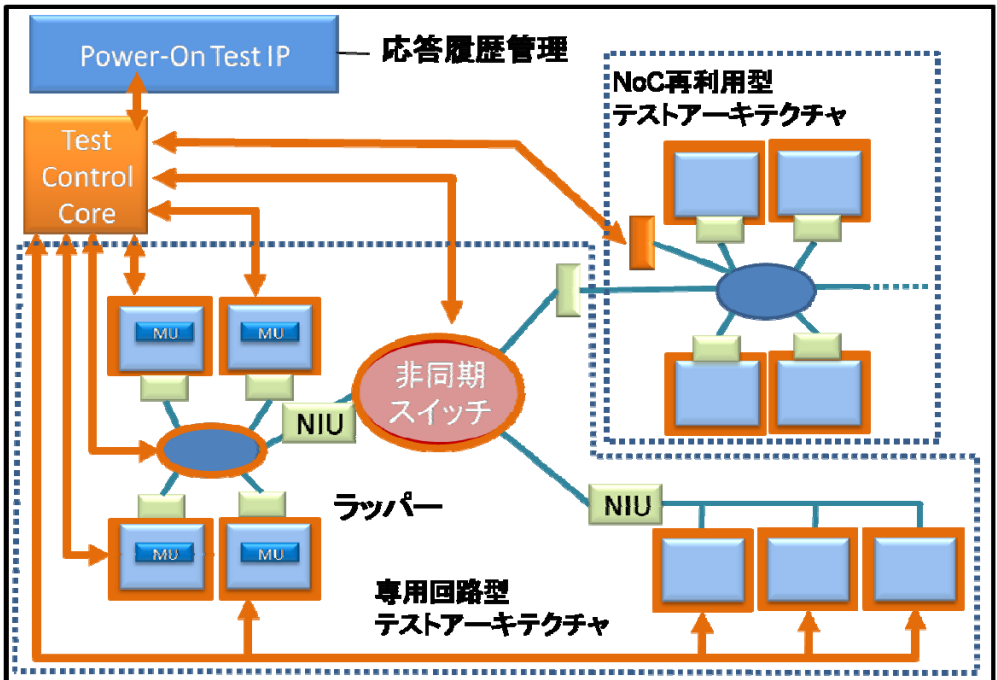 Power-On Test IP
応答履歴管理
NoC再利用型
テストアーキテクチャ
Test
Control
Core
MU
MU
非同期
スイッチ
NIU
ラッパー
NIU
MU
MU
専用回路型
テストアーキテクチャ